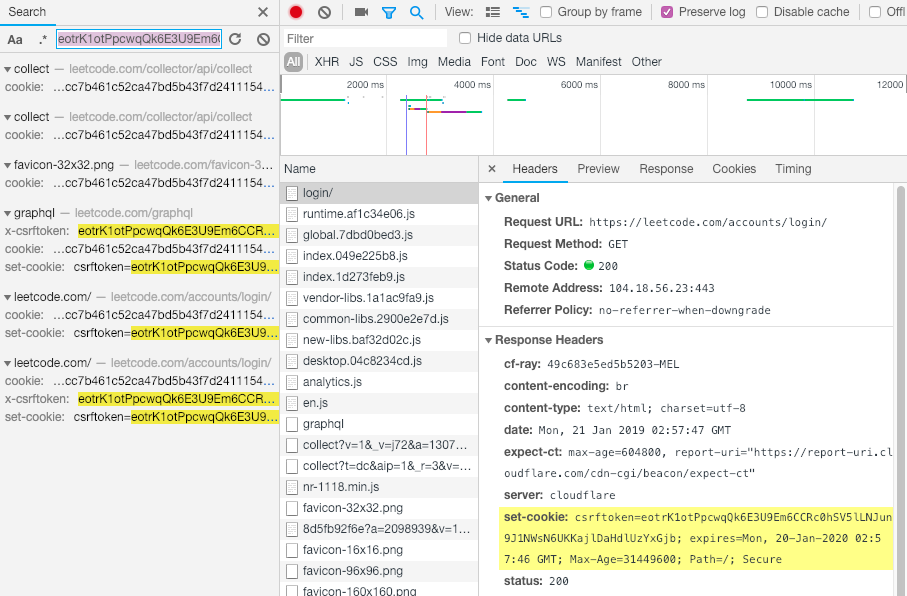 Search
Aa .* eotrK1otPpcwqQk6E3U9Em6
collect — leetcode.com/collector/api/collect
cookie: …cc7b461c52ca47bd5b43f7d2411154…
collect — leetcode.com/collector/api/collect
cookie: …cc7b461c52ca47bd5b43f7d2411154…
favicon-32x32.png — leetcode.com/favicon-3…
cookie: …cc7b461c52ca47bd5b43f7d2411154…
graphql — leetcode.com/graphql
x-csrftoken: eotrK1otPpcwqQk6E3U9Em6CCR…
cookie: …cc7b461c52ca47bd5b43f7d2411154…
set-cookie: csrftoken=eotrK1otPpcwqQk6E3U9…
leetcode.com/ — leetcode.com/accounts/login/
cookie: …cc7b461c52ca47bd5b43f7d2411154…
set-cookie: csrftoken=eotrK1otPpcwqQk6E3U9…
leetcode.com/ — leetcode.com/accounts/login/
cookie: …cc7b461c52ca47bd5b43f7d2411154…
x-csrftoken: eotrK1otPpcwqQk6E3U9Em6CCR…
set-cookie: csrftoken=eotrK1otPpcwqQk6E3U9…
View: Group by frame Preserve log Disable cache Offl
Filter Hide data URLs
All XHR JS CSS Img Media Font Doc WS Manifest Other
2000 ms 4000 ms 6000 ms 8000 ms 10000 ms 12000
Name
login/
runtime.af1c34e06.js
global.7dbd0bed3.js
index.049e225b8.js
index.1d273feb9.js
vendor-libs.1a1ac9fa9.js
common-libs.2900e2e7d.js
new-libs.baf32d02c.js
desktop.04c8234cd.js
analytics.js
en.js
graphql
collect?v=1&_v=j72&a=1307…
collect?t=dc&aip=1&_r=3&v=…
nr-1118.min.js
favicon-32x32.png
8d5fb92f6e?a=2098939&v=1…
favicon-16x16.png
favicon-96x96.png
favicon-160x160.png
× Headers Preview Response Cookies Timing
General
Request URL: https://leetcode.com/accounts/login/
Request Method: GET
Status Code: 200
Remote Address: 104.18.56.23:443
Referrer Policy: no-referrer-when-downgrade
Response Headers
cf-ray: 49c683e5ed5b5203-MEL
content-encoding: br
content-type: text/html; charset=utf-8
date: Mon, 21 Jan 2019 02:57:47 GMT
expect-ct: max-age=604800, report-uri="https://report-uri.cl
oudflare.com/cdn-cgi/beacon/expect-ct"
server: cloudflare
set-cookie: csrftoken=eotrK1otPpcwqQk6E3U9Em6CCRc0hSV5lLNJun
9J1NWsN6UKKajlDaHdlUzYxGjb; expires=Mon, 20-Jan-2020 02:5
7:46 GMT; Max-Age=31449600; Path=/; Secure
status: 200